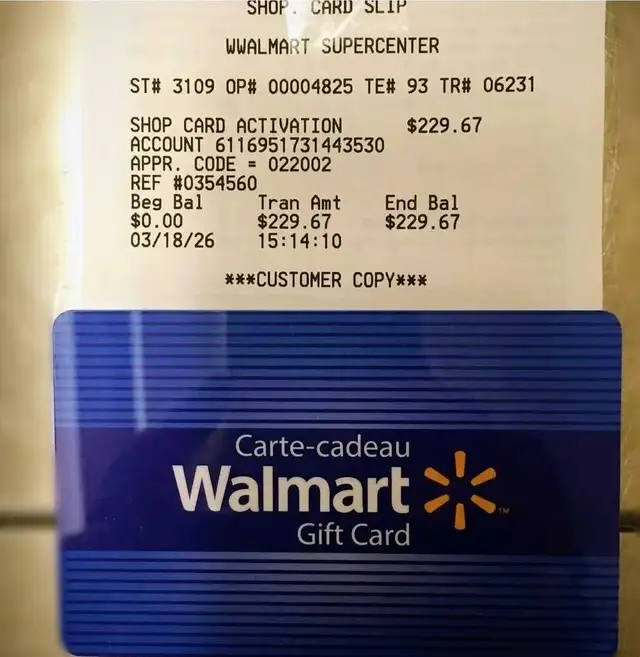 SHOP. CARD SLIP
WWALMART SUPERCENTER
ST# 3109 OP# 00004825 TE# 93 TR# 06231
SHOP CARD ACTIVATION $229.67
ACCOUNT 6116951731443530
APPR. CODE = 022002
REF #0354560
Beg Bal Tran Amt End Bal
$0.00 $229.67 $229.67
03/18/26 15:14:10
***CUSTOMER COPY***
Carte-cadeau
Walmart
Gift Card
TM